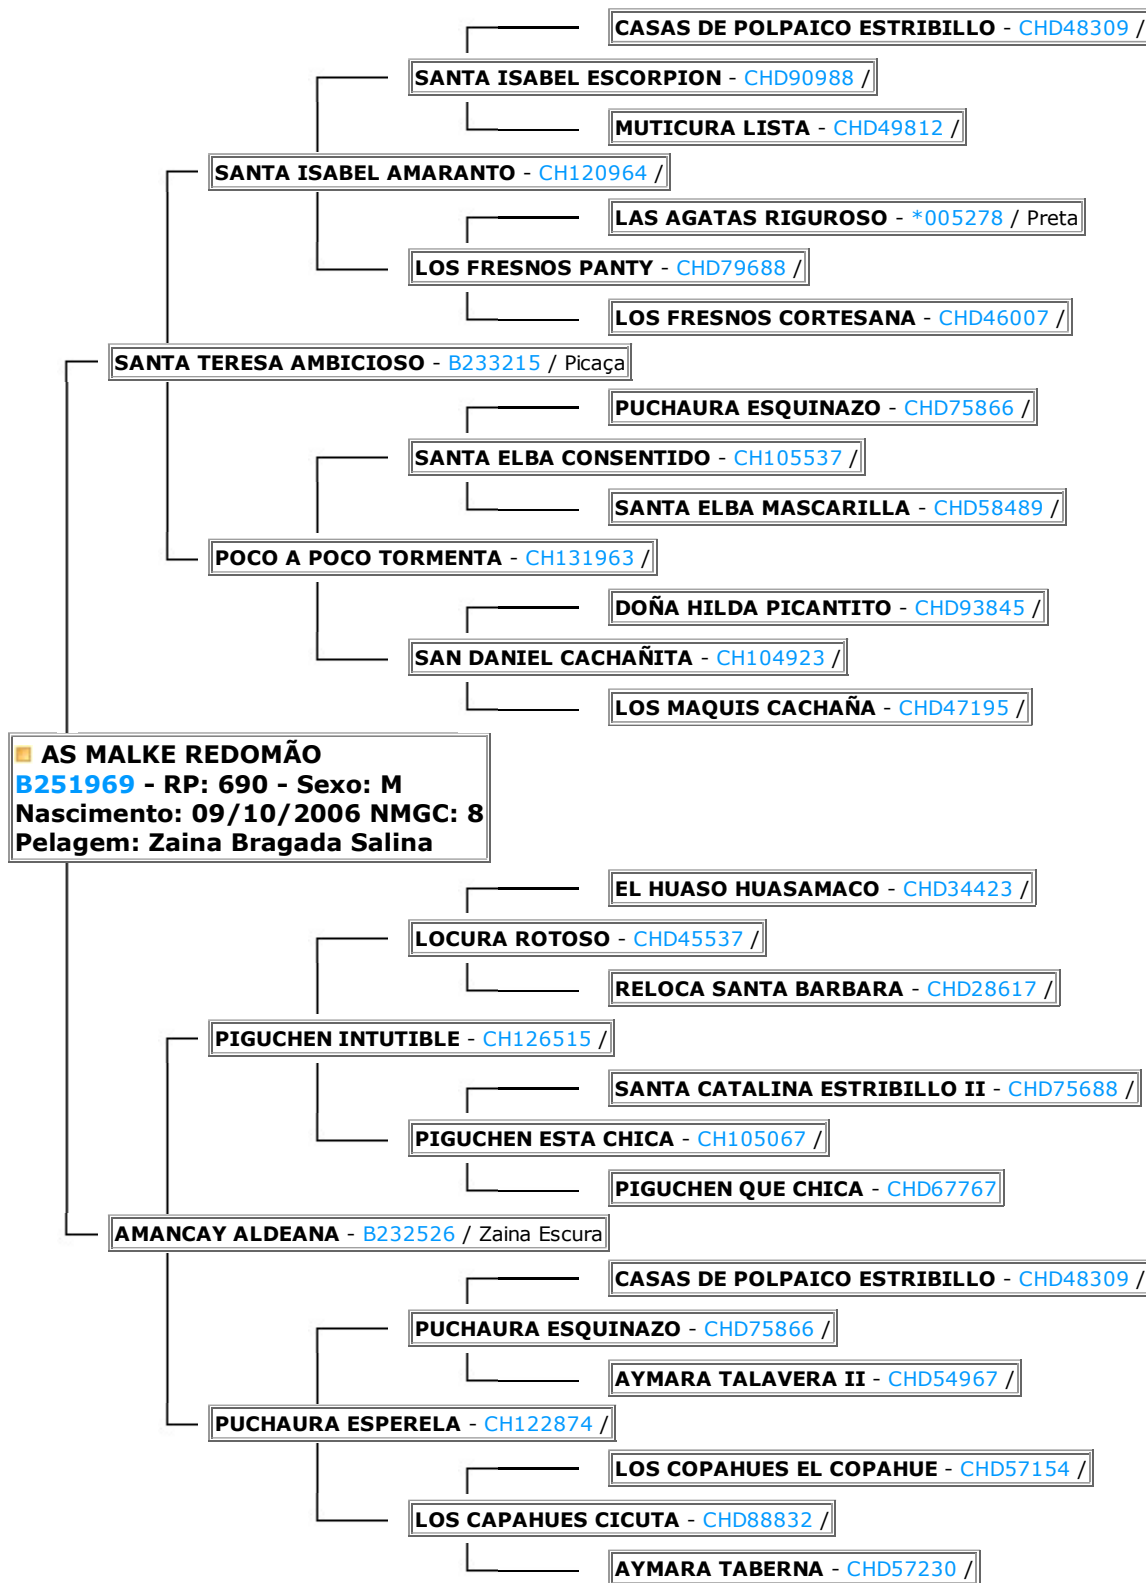 CASAS DE POLPAICO ESTRIBILLO - CHD48309 /
SANTA ISABEL ESCORPION - CHD90988 /
MUTICURA LISTA - CHD49812 /
SANTA ISABEL AMARANTO - CH120964 /
LAS AGATAS RIGUROSO - *005278 / Preta
LOS FRESNOS PANTY - CHD79688 /
LOS FRESNOS CORTESANA - CHD46007 /
SANTA TERESA AMBICIOSO - B233215 / Picaça
PUCHAURA ESQUINAZO - CHD75866 /
SANTA ELBA CONSENTIDO - CH105537 /
SANTA ELBA MASCARILLA - CHD58489 /
POCO A POCO TORMENTA - CH131963 /
DOÑA HILDA PICANTITO - CHD93845 /
SAN DANIEL CACHAÑITA - CH104923 /
LOS MAQUIS CACHAÑA - CHD47195 /
AS MALKE REDOMÃO
B251969 - RP: 690 - Sexo: M
Nascimento: 09/10/2006 NMGC: 8
Pelagem: Zaina Bragada Salina
EL HUASO HUASAMACO - CHD34423 /
LOCURA ROTOSO - CHD45537 /
RELOCA SANTA BARBARA - CHD28617 /
PIGUCHEN INTUTIBLE - CH126515 /
SANTA CATALINA ESTRIBILLO II - CHD75688 /
PIGUCHEN ESTA CHICA - CH105067 /
PIGUCHEN QUE CHICA - CHD67767
AMANCAY ALDEANA - B232526 / Zaina Escura
CASAS DE POLPAICO ESTRIBILLO - CHD48309 /
PUCHAURA ESQUINAZO - CHD75866 /
AYMARA TALAVERA II - CHD54967 /
PUCHAURA ESPERELA - CH122874 /
LOS COPAHUES EL COPAHUE - CHD57154 /
LOS CAPAHUES CICUTA - CHD88832 /
AYMARA TABERNA - CHD57230 /